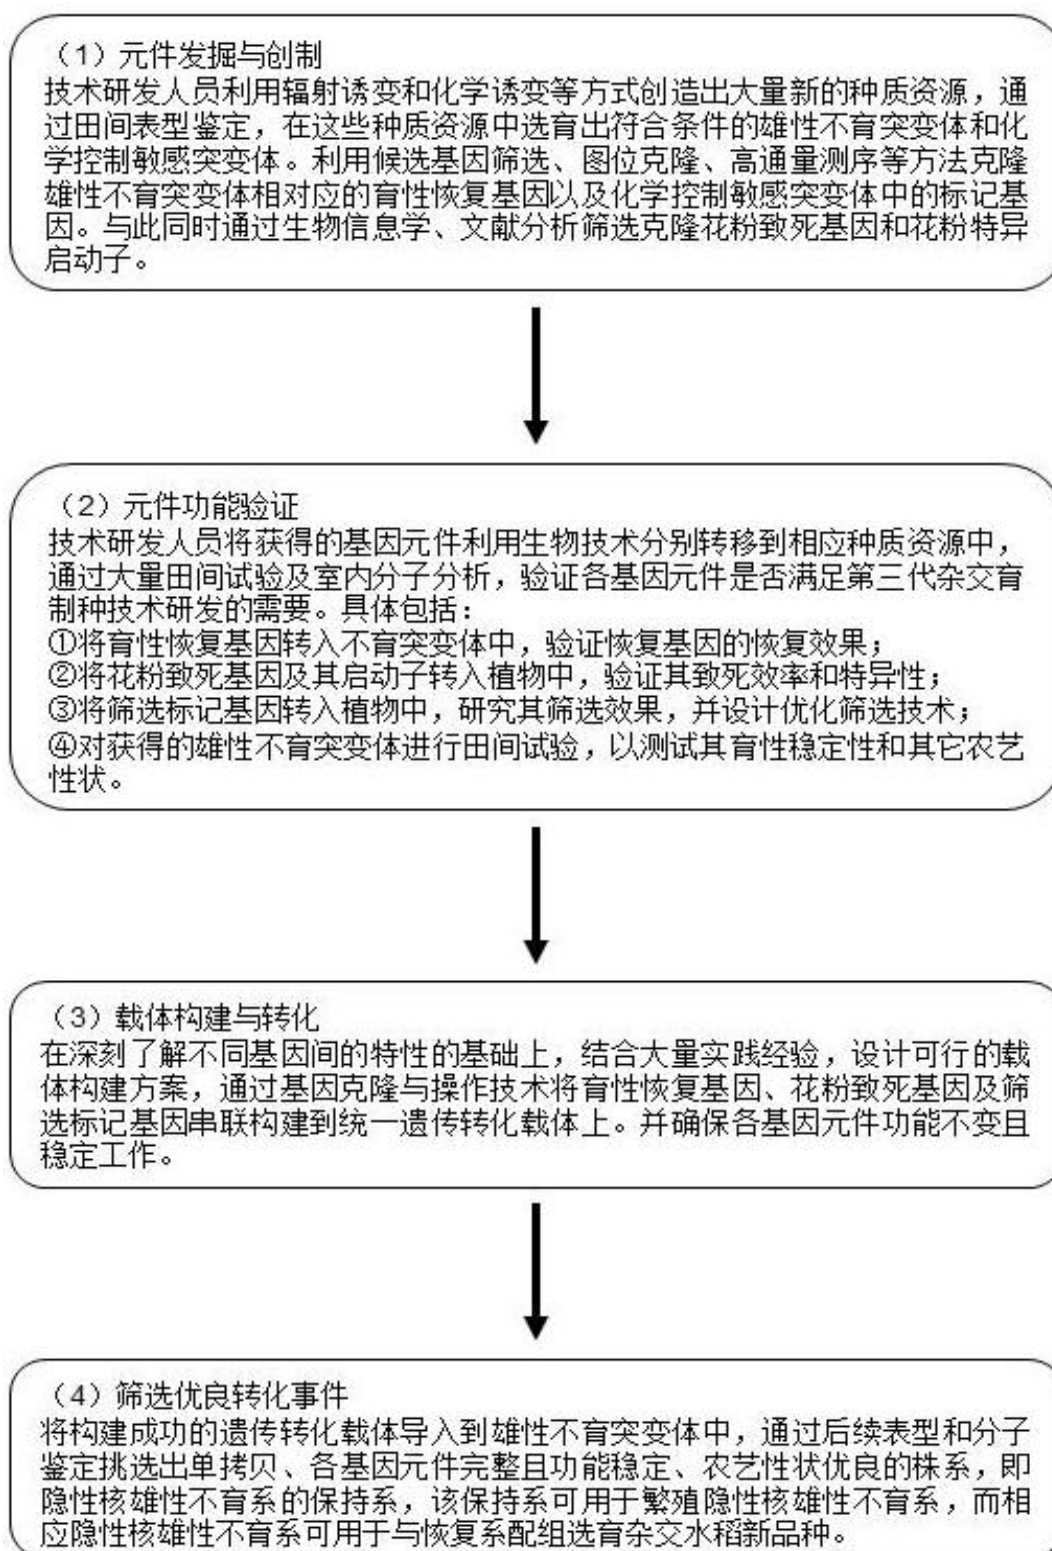 （1）元件发掘与创制
技术研发人员利用辐射诱变和化学诱变等方式创造出大量新的种质资源，通
过田间表型鉴定，在这些种质资源中选育出符合条件的雄性不育突变体和化
学控制敏感突变体。利用候选基因筛选、图位克隆、高通量测序等方法克隆
雄性不育突变体相对应的育性恢复基因以及化学控制敏感突变体中的标记基
因。与此同时通过生物信息学、文献分析筛选克隆花粉致死基因和花粉特异
启动子。
（2）元件功能验证
技术研发人员将获得的基因元件利用生物技术分别转移到相应种质资源中，
通过大量田间试验及室内分子分析，验证各基因元件是否满足第三代杂交育
制种技术研发的需要。具体包括：
①将育性恢复基因转入不育突变体中，验证恢复基因的恢复效果；
②将花粉致死基因及其启动子转入植物中，验证其致死效率和特异性；
③将筛选标记基因转入植物中，研究其筛选效果，并设计优化筛选技术；
④对获得的雄性不育突变体进行田间试验，以测试其育性稳定性和其它农艺
性状。
（3）载体构建与转化
在深刻了解不同基因间的特性的基础上，结合大量实践经验，设计可行的载
体构建方案，通过基因克隆与操作技术将育性恢复基因、花粉致死基因及筛
选标记基因串联构建到统一遗传转化载体上。并确保各基因元件功能不变且
稳定工作。
（4）筛选优良转化事件
将构建成功的遗传转化载体导入到雄性不育突变体中，通过后续表型和分子
鉴定挑选出单拷贝、各基因元件完整且功能稳定、农艺性状优良的株系，即
隐性核雄性不育系的保持系，该保持系可用于繁殖隐性核雄性不育系，而相
应隐性核雄性不育系可用于与恢复系配组选育杂交水稻新品种。